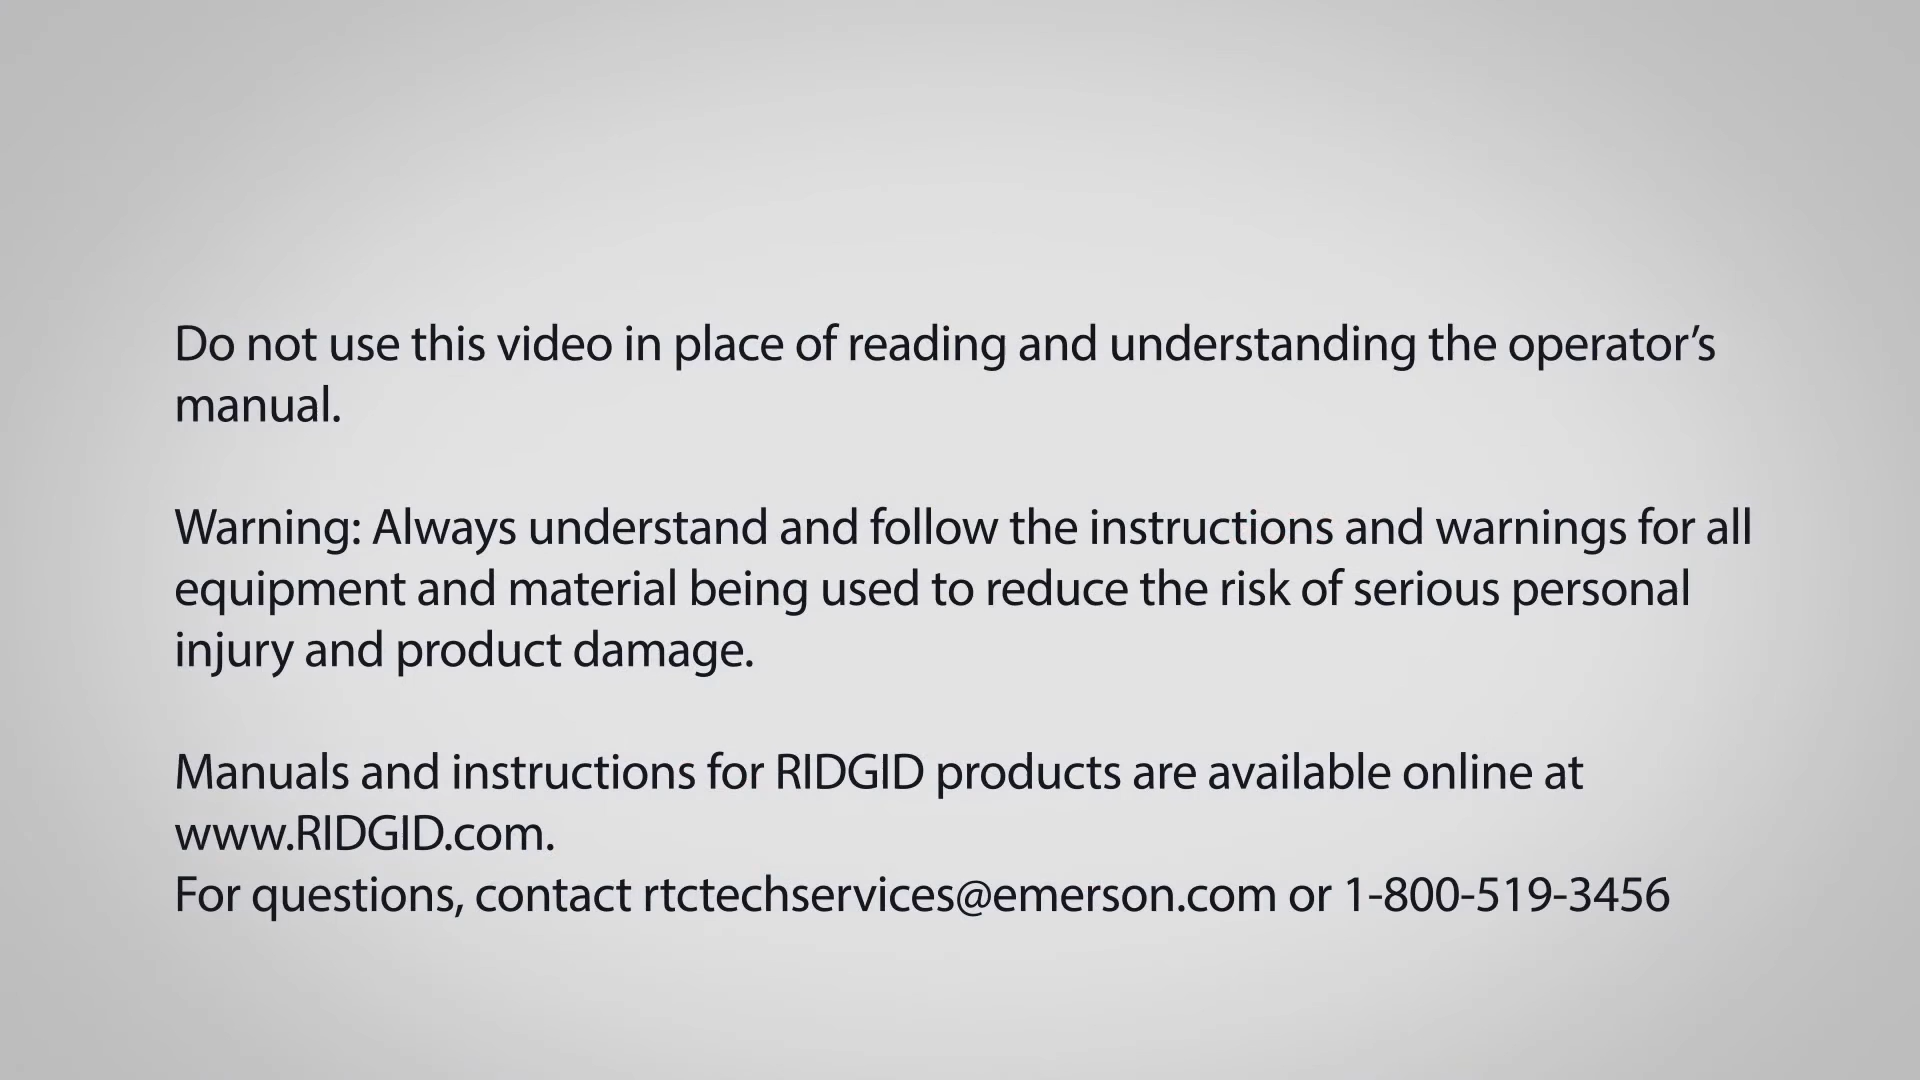 Do not use this video in place of reading and understanding the operator’s
manual.
Warning: Always understand and follow the instructions and warnings for all
equipment and material being used to reduce the risk of serious personal
injury and product damage.
Manuals and instructions for RIDGID products are available online at
www.RIDGID.com.
For questions, contact rtctechservices@emerson.com or 1-800-519-3456